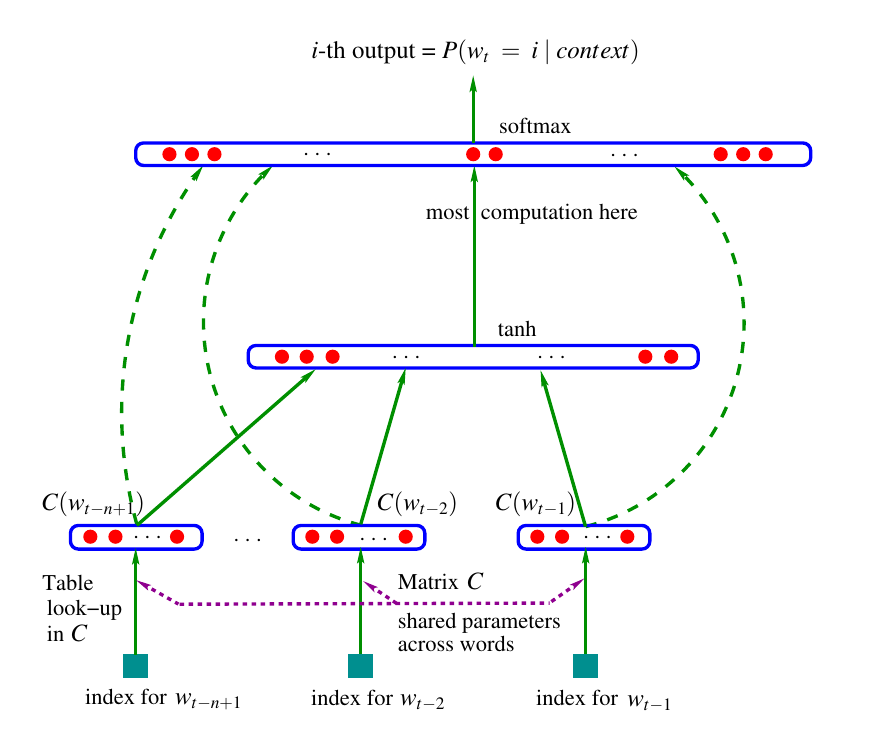 i-th output = P(w_t = i | context)
softmax
. . .
. . .
most computation here
tanh
. . .
. . .
C(w_{t−n+1})
C(w_{t−2})
C(w_{t−1})
. . .
. . .
. . .
. . .
Table
look−up
in C
Matrix C
shared parameters
across words
index for w_{t−n+1}
index for w_{t−2}
index for w_{t−1}